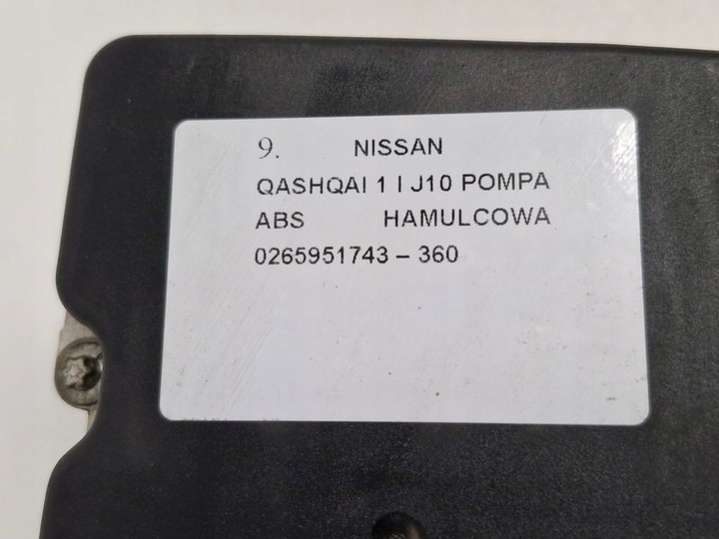 9. NISSAN
QASHQAI 1 I J10 POMPA
ABS HAMULCOWA
0265951743 – 360